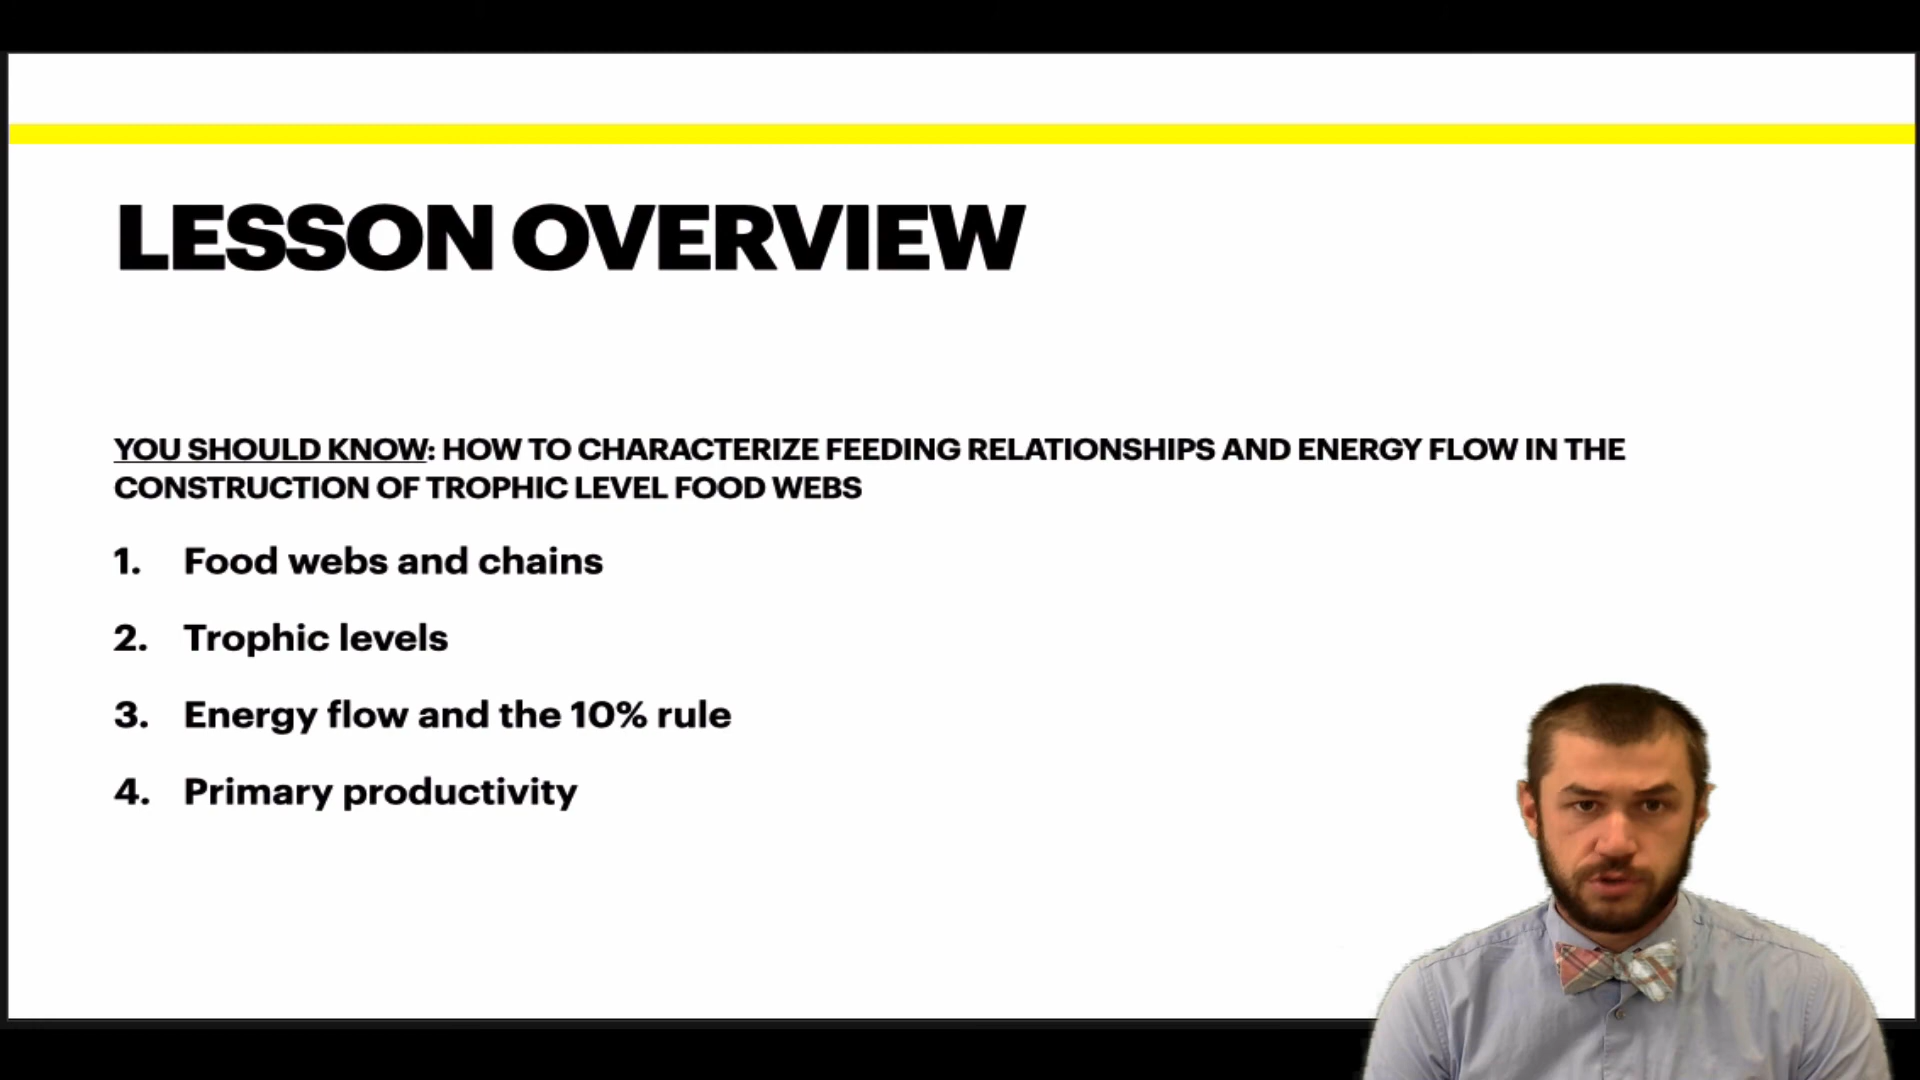 LESSON OVERVIEW
YOU SHOULD KNOW: HOW TO CHARACTERIZE FEEDING RELATIONSHIPS AND ENERGY FLOW IN THE
CONSTRUCTION OF TROPHIC LEVEL FOOD WEBS
1. Food webs and chains
2. Trophic levels
3. Energy flow and the 10% rule
4. Primary productivity